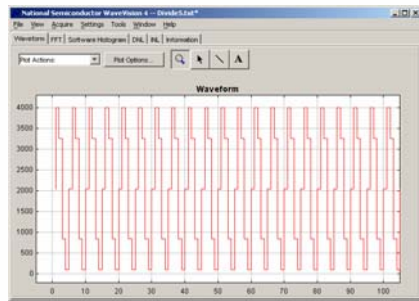 National Semiconductor WaveVision 4 -- Divide5.txt*
File View Acquire Settings Tools Window Help
Waveform FFT Software Histogram DNL INL Information
Plot Actions Plot Options... A
Waveform
4000
3500
3000
2500
2000
1500
1000
500
0
0 10 20 30 40 50 60 70 80 90 100